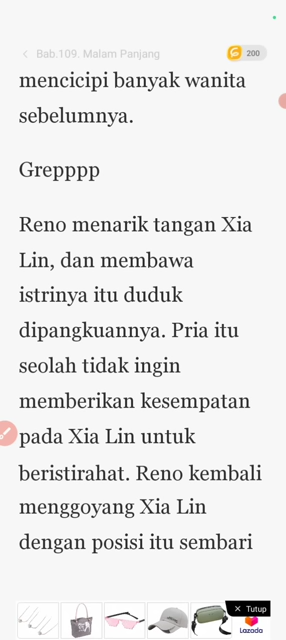 Bab.109. Malam Panjang
200
mencicipi banyak wanita
sebelumnya.
Grepppp
Reno menarik tangan Xia
Lin, dan membawa
istrinya itu duduk
dipangkuannya. Pria itu
seolah tidak ingin
memberikan kesempatan
pada Xia Lin untuk
beristirahat. Reno kembali
menggoyang Xia Lin
dengan posisi itu sembari
Tutup
Lazada